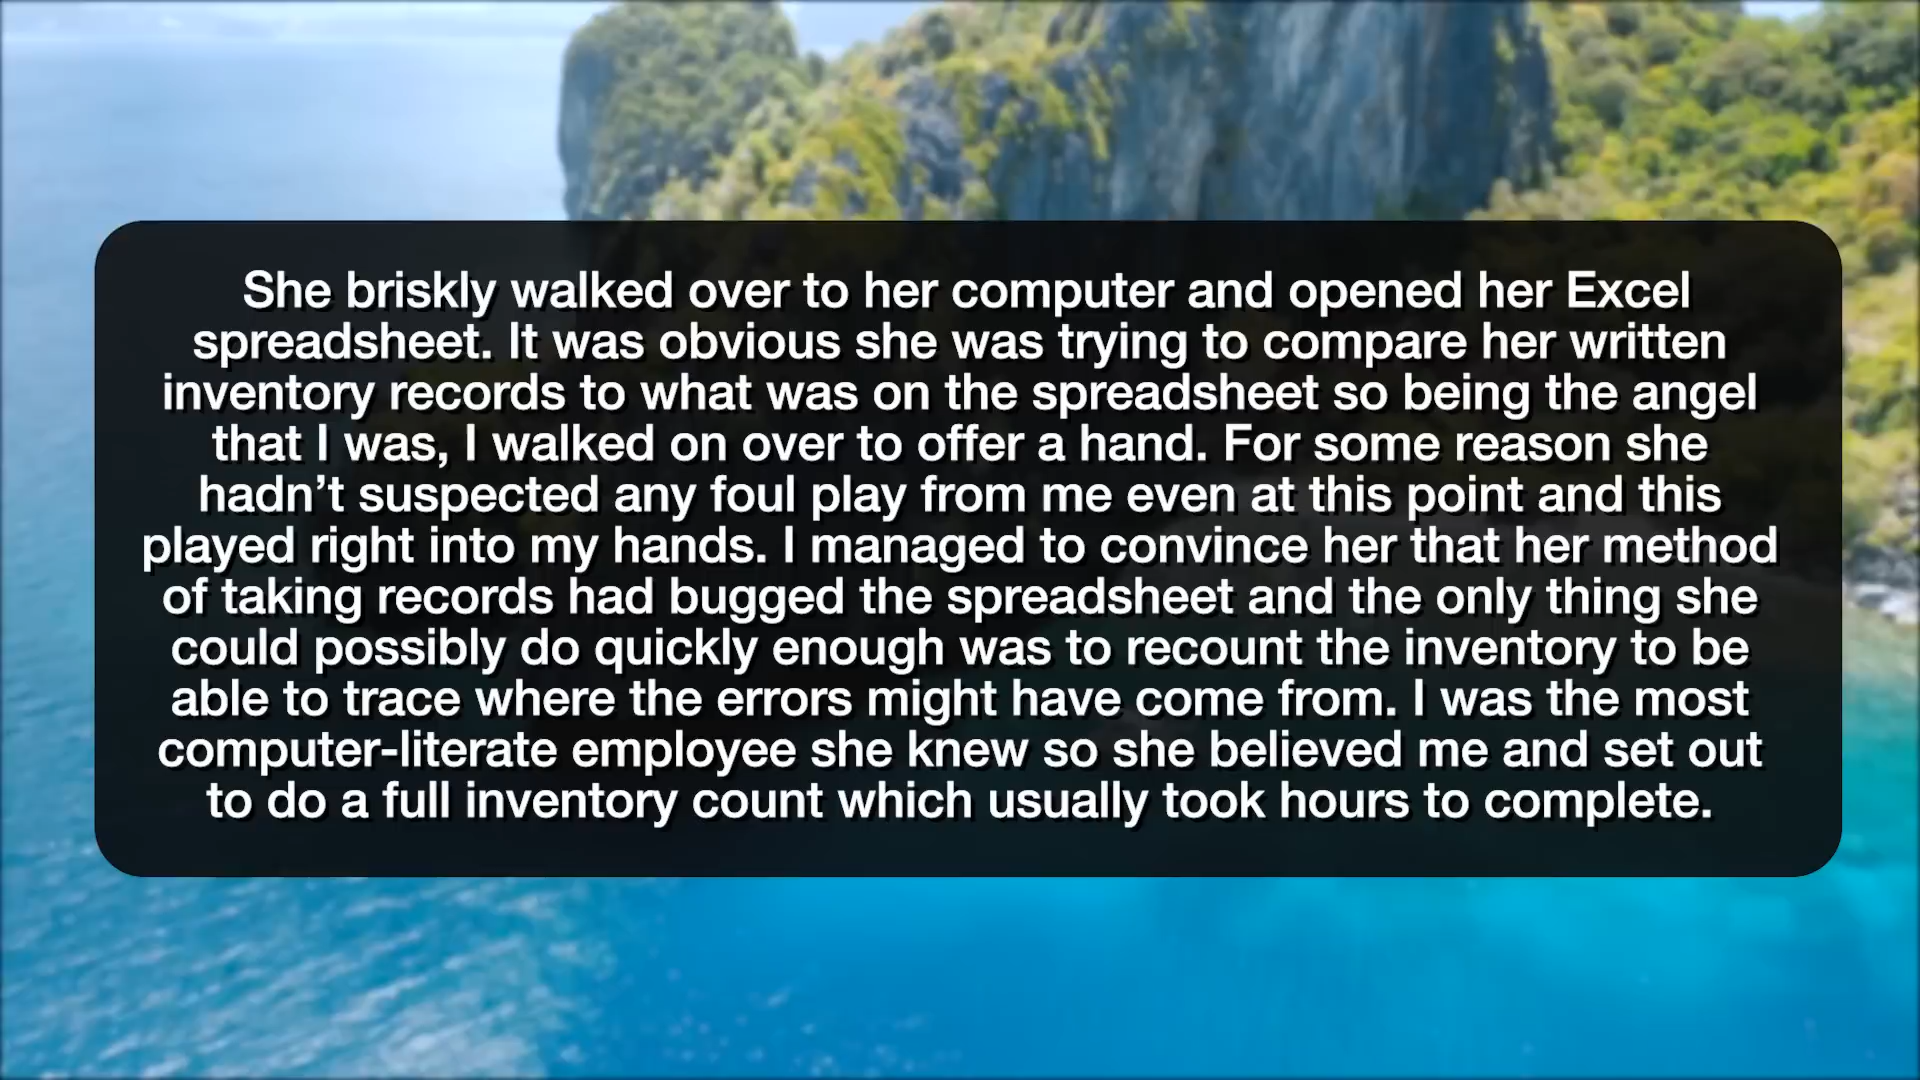 She briskly walked over to her computer and opened her Excel
spreadsheet. It was obvious she was trying to compare her written
inventory records to what was on the spreadsheet so being the angel
that I was, I walked on over to offer a hand. For some reason she
hadn’t suspected any foul play from me even at this point and this
played right into my hands. I managed to convince her that her method
of taking records had bugged the spreadsheet and the only thing she
could possibly do quickly enough was to recount the inventory to be
able to trace where the errors might have come from. I was the most
computer-literate employee she knew so she believed me and set out
to do a full inventory count which usually took hours to complete.